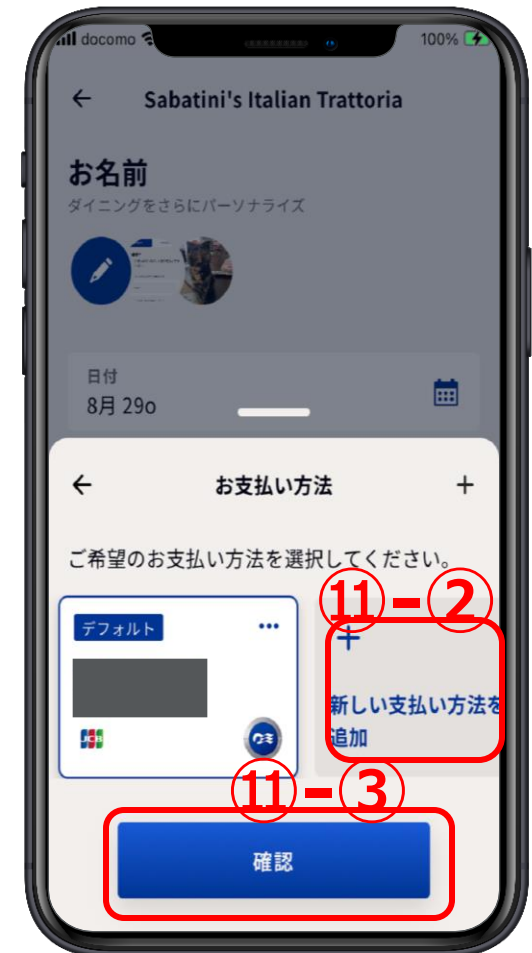 docomo 100%
← Sabatini's Italian Trattoria
お名前
ダイニングをさらにパーソナライズ
日付
8月 29o
← お支払い方法 +
ご希望のお支払い方法を選択してください。
⑪-②
デフォルト
+
新しい支払い方法を
追加
JCB
⑪-③
確認